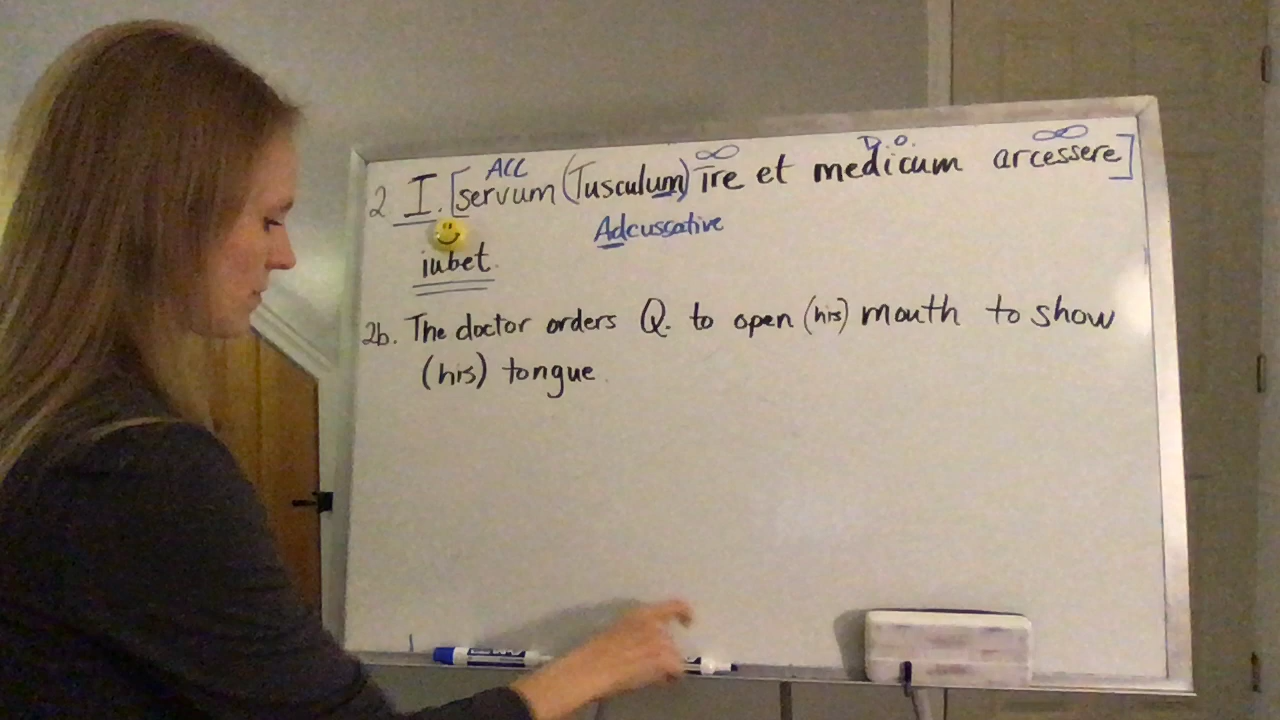 ACC ∞ D.O. ∞
2 I. [servum (Tusculum) īre et medicum arcessere]
Adcussative
iubet.
2b. The doctor orders Q. to open (his) mouth to show
(his) tongue.